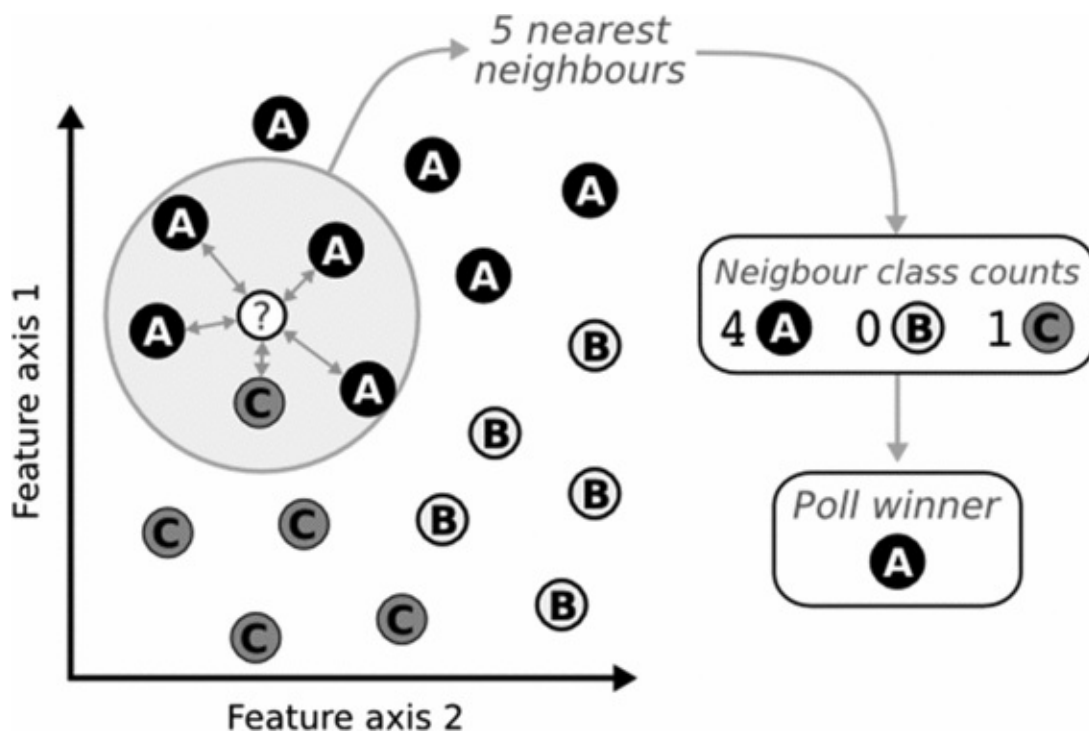 5 nearest
neighbours
A
A
A
A
A
A
?
A
A
C
B
B
B
B
B
C
C
C
C
Feature axis 1
Feature axis 2
Neigbour class counts
4 A 0 B 1 C
Poll winner
A